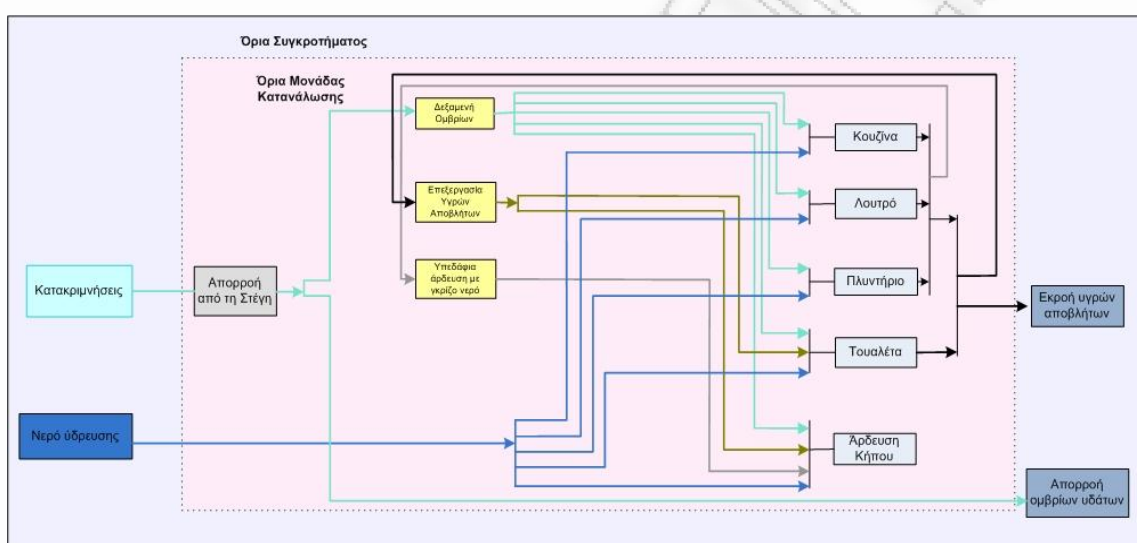 Όρια Συγκροτήματος
Όρια Μονάδας
Κατανάλωσης
Δεξαμενή
Ομβρίων
Κουζίνα
Επεξεργασία
Υγρών
Αποβλήτων
Λουτρό
Υπεδάφια
άρδευση με
γκρίζο νερό
Κατακριμνήσεις
Απορροή
από τη Στέγη
Πλυντήριο
Εκροή υγρών
αποβλήτων
Τουαλέτα
Νερό ύδρευσης
Άρδευση
Κήπου
Απορροή
ομβρίων υδάτων